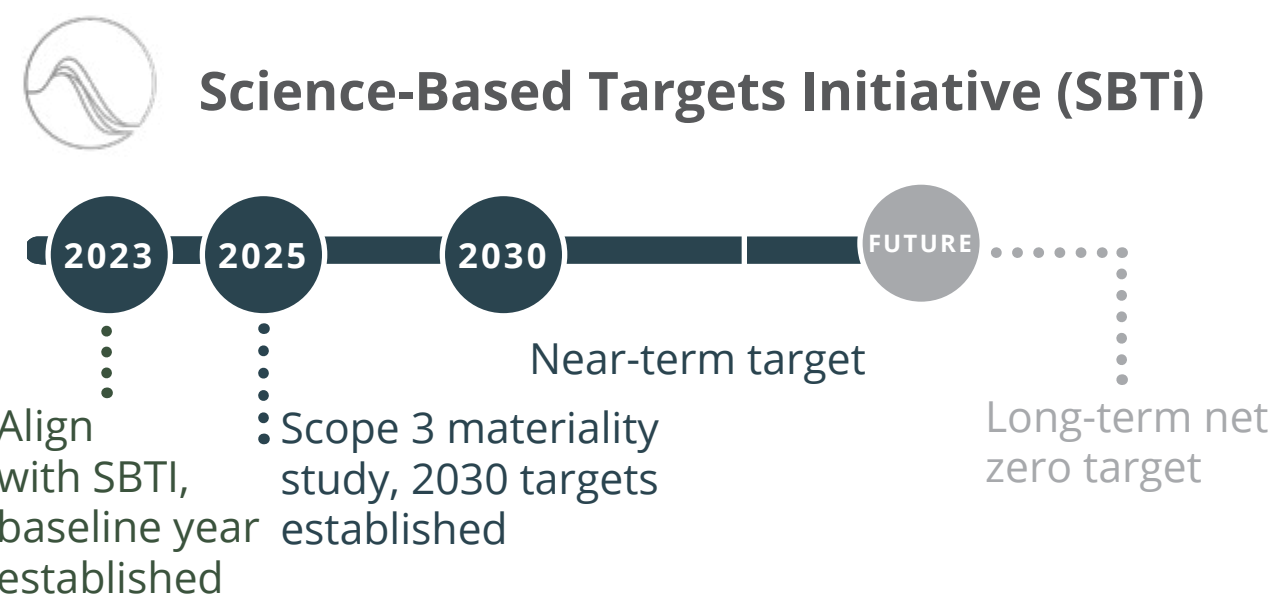 Science-Based Targets Initiative (SBTi)
2023
2025
2030
FUTURE
Near-term target
Align
with SBTI,
baseline year
established
Scope 3 materiality
study, 2030 targets
established
Long-term net
zero target